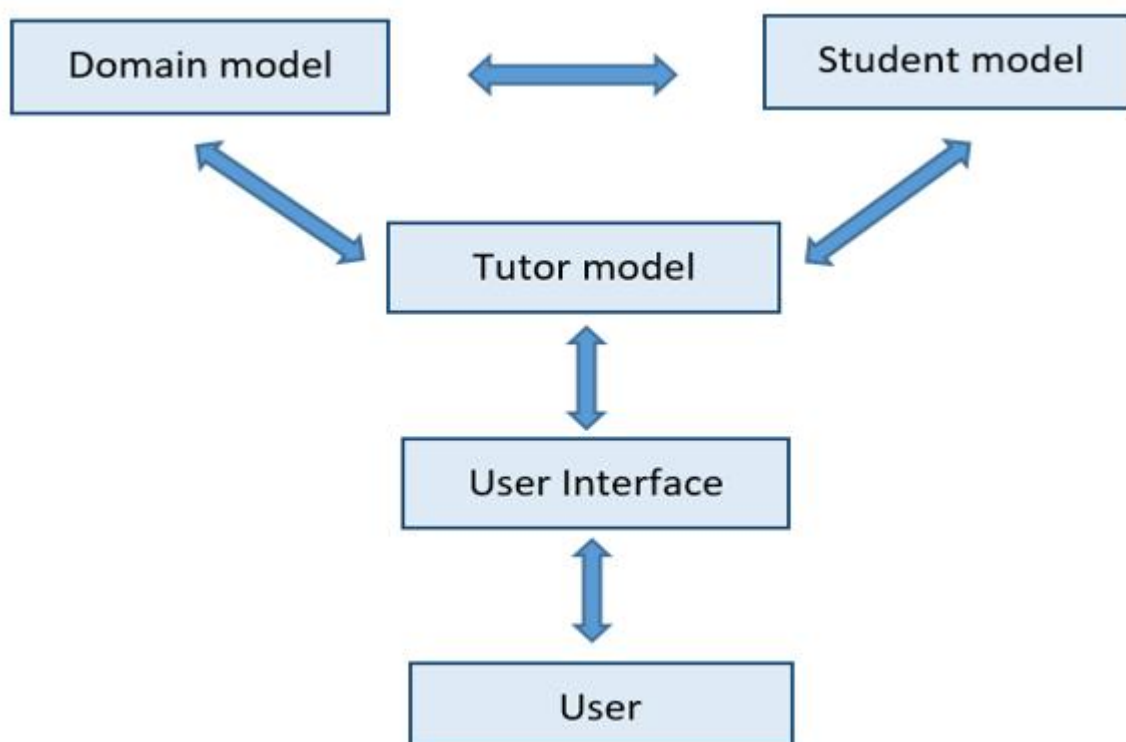 Domain model
Student model
Tutor model
User Interface
User